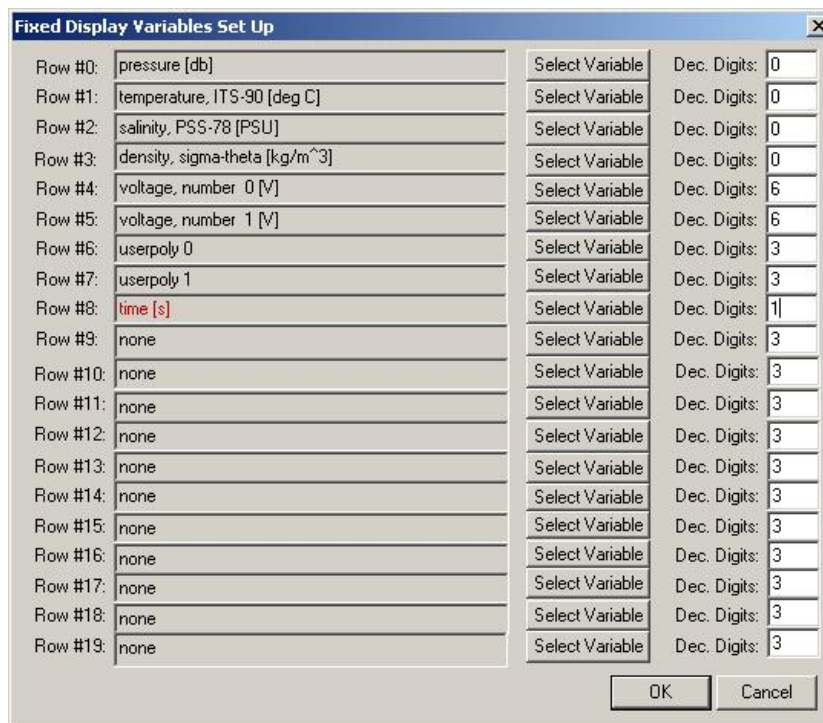 Fixed Display Variables Set Up
Row #0: pressure [db] Select Variable Dec. Digits: 0
Row #1: temperature, ITS-90 [deg C] Select Variable Dec. Digits: 0
Row #2: salinity, PSS-78 [PSU] Select Variable Dec. Digits: 0
Row #3: density, sigma-theta [kg/m^3] Select Variable Dec. Digits: 0
Row #4: voltage, number 0 [V] Select Variable Dec. Digits: 6
Row #5: voltage, number 1 [V] Select Variable Dec. Digits: 6
Row #6: userpoly 0 Select Variable Dec. Digits: 3
Row #7: userpoly 1 Select Variable Dec. Digits: 3
Row #8: time [s] Select Variable Dec. Digits: 1
Row #9: none Select Variable Dec. Digits: 3
Row #10: none Select Variable Dec. Digits: 3
Row #11: none Select Variable Dec. Digits: 3
Row #12: none Select Variable Dec. Digits: 3
Row #13: none Select Variable Dec. Digits: 3
Row #14: none Select Variable Dec. Digits: 3
Row #15: none Select Variable Dec. Digits: 3
Row #16: none Select Variable Dec. Digits: 3
Row #17: none Select Variable Dec. Digits: 3
Row #18: none Select Variable Dec. Digits: 3
Row #19: none Select Variable Dec. Digits: 3
OK Cancel